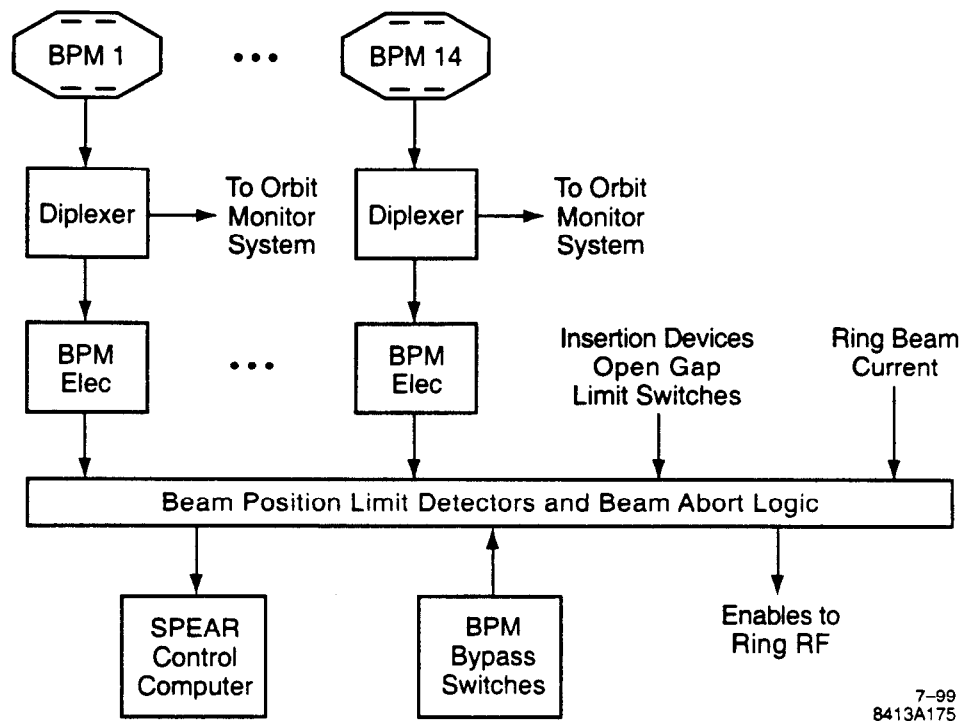 BPM 1
BPM 14
Diplexer
To Orbit
Monitor
System
Diplexer
To Orbit
Monitor
System
BPM
Elec
BPM
Elec
Insertion Devices
Open Gap
Limit Switches
Ring Beam
Current
Beam Position Limit Detectors and Beam Abort Logic
SPEAR
Control
Computer
BPM
Bypass
Switches
Enables to
Ring RF
7–99
8413A175